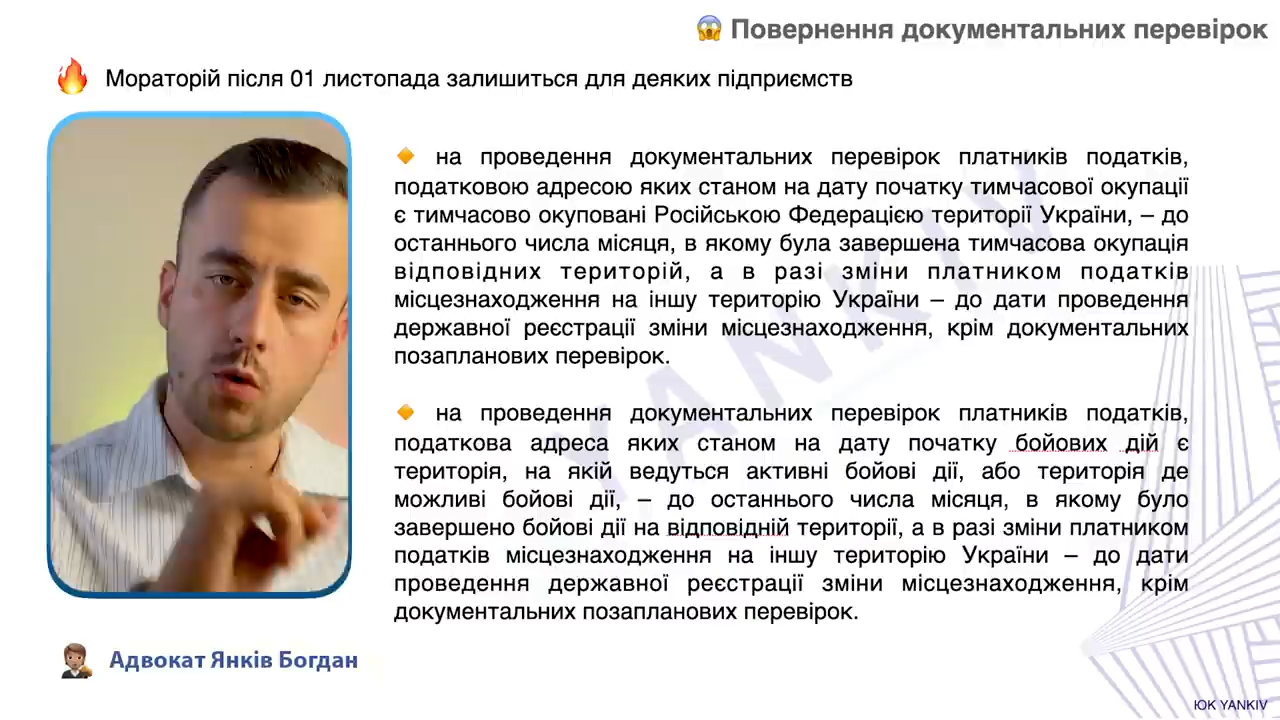 😱 Повернення документальних перевірок
🔥 Мораторій після 01 листопада залишиться для деяких підприємств
🔸 на проведення документальних перевірок платників податків,
податковою адресою яких станом на дату початку тимчасової окупації
є тимчасово окуповані Російською Федерацією території України, – до
останнього числа місяця, в якому була завершена тимчасова окупація
відповідних територій, а в разі зміни платником податків
місцезнаходження на іншу територію України – до дати проведення
державної реєстрації зміни місцезнаходження, крім документальних
позапланових перевірок.
🔸 на проведення документальних перевірок платників податків,
податкова адреса яких станом на дату початку бойових дій є
територія, на якій ведуться активні бойові дії, або територія де
можливі бойові дії, – до останнього числа місяця, в якому було
завершено бойові дії на відповідній території, а в разі зміни платником
податків місцезнаходження на іншу територію України – до дати
проведення державної реєстрації зміни місцезнаходження, крім
документальних позапланових перевірок.
YANKIV
Адвокат Янків Богдан
ЮК YANKIV